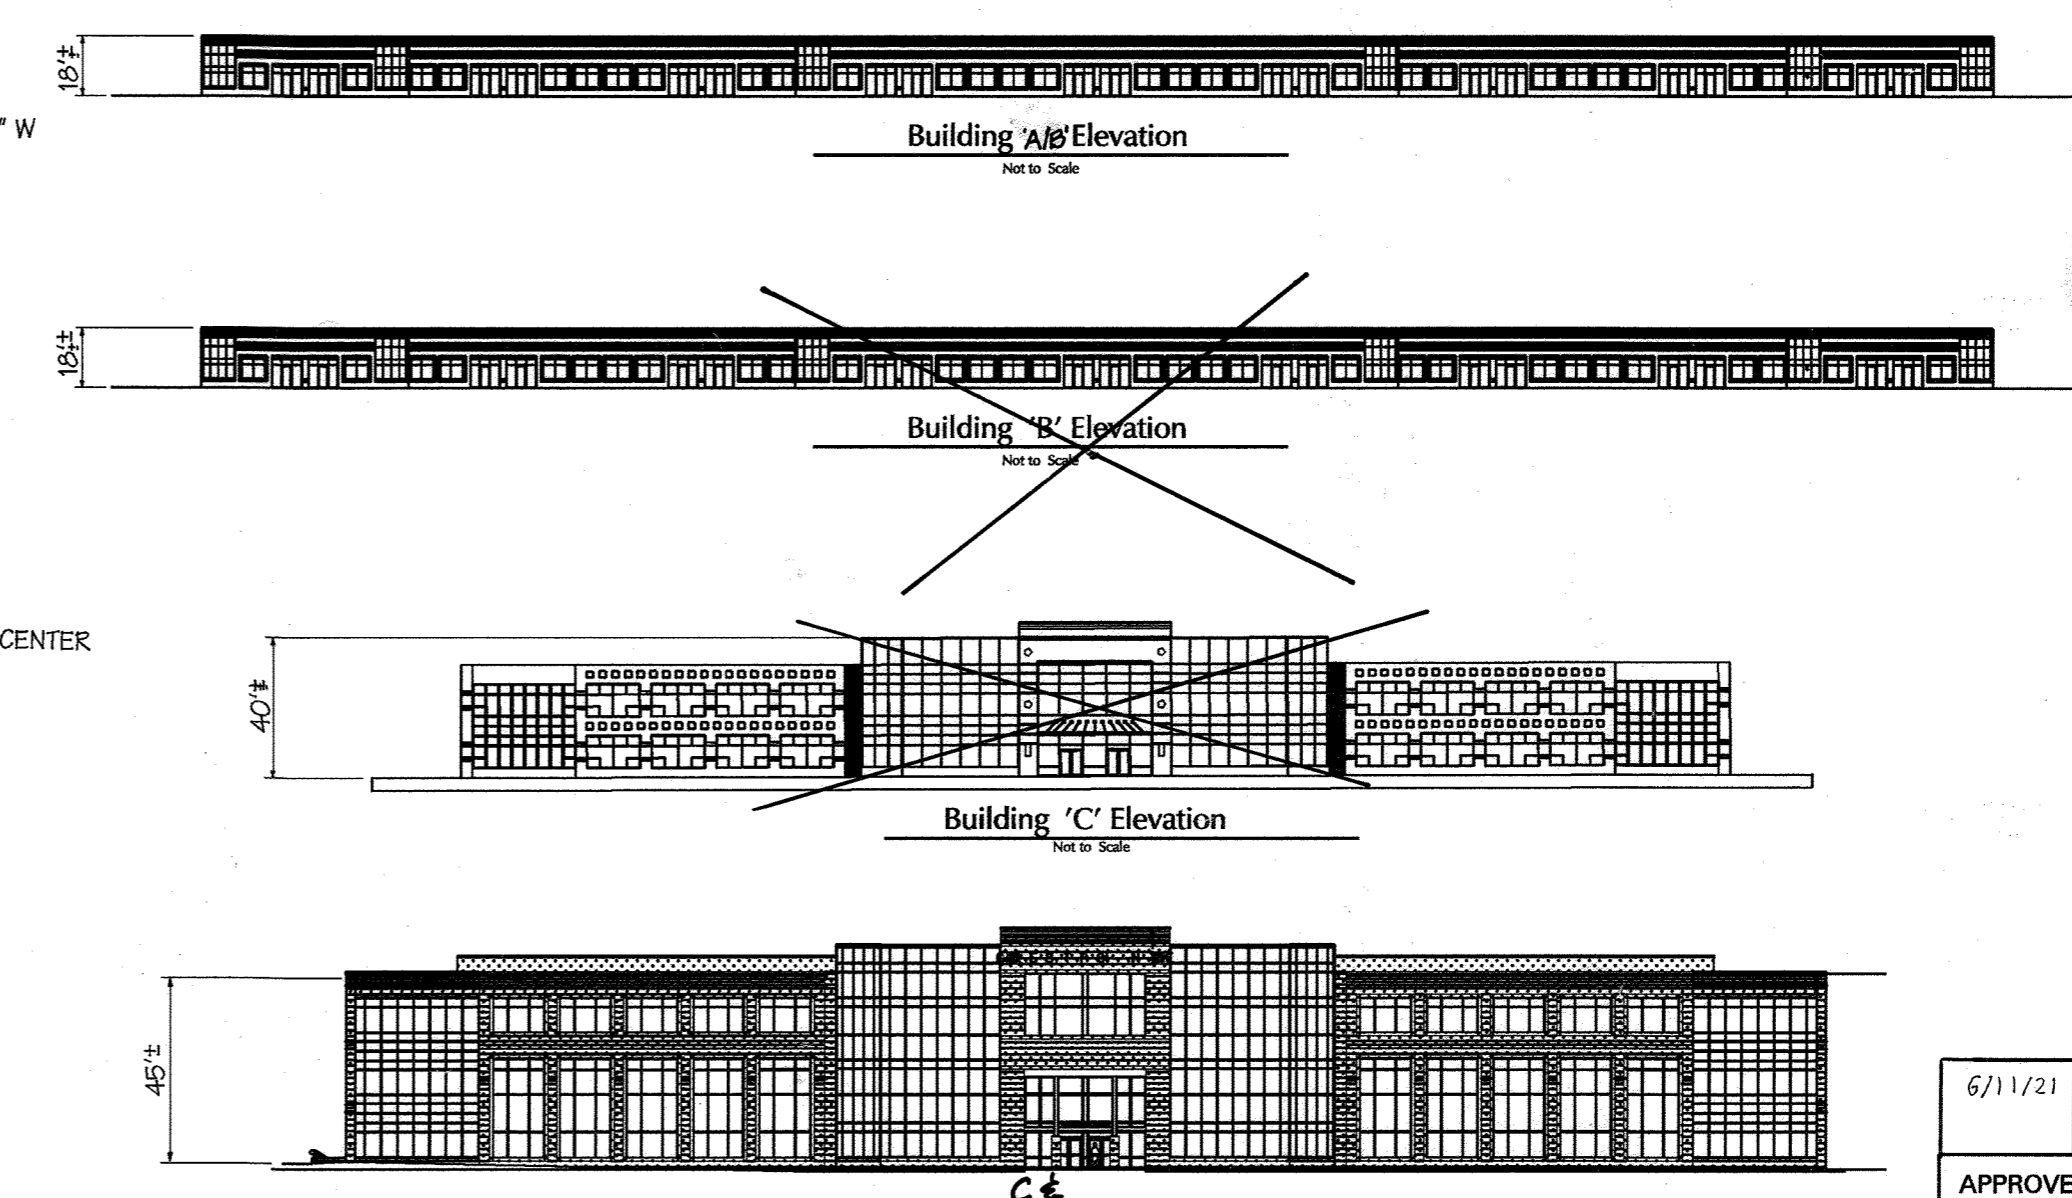 18'±
" W
Building 'A/B' Elevation
Not to Scale
18'±
Building 'B' Elevation
Not to Scale
CENTER
40'±
Building 'C' Elevation
Not to Scale
45'±
6/11/21
APPROVE
C &